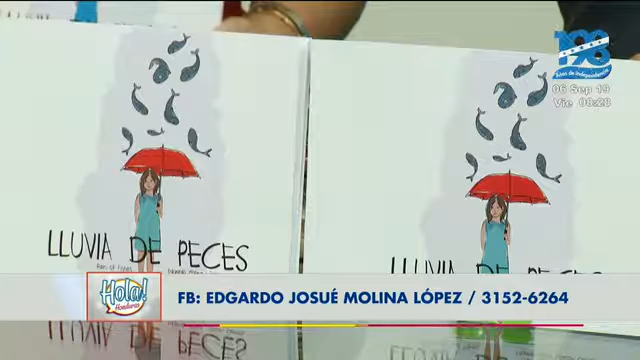 198
Años de Independencia
06 Sep 19
Vie 08:28
LLUVIA DE PECES
Rain of Fishes
LLUVIA DE PECES
Hola!
Honduras
FB: EDGARDO JOSUÉ MOLINA LÓPEZ / 3152-6264